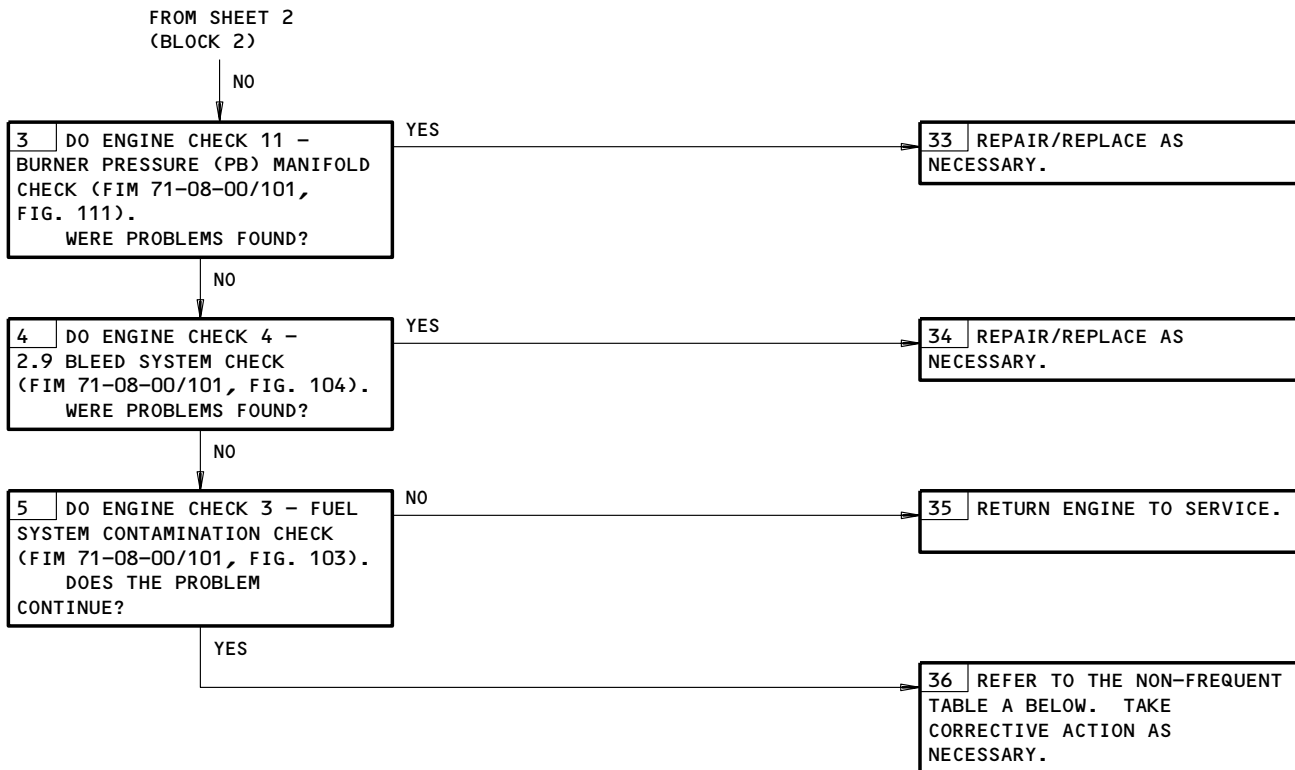 FROM SHEET 2
(BLOCK 2)
NO
3 DO ENGINE CHECK 11 –
BURNER PRESSURE (PB) MANIFOLD
CHECK (FIM 71–08–00/101,
FIG. 111).
WERE PROBLEMS FOUND?
YES
33 REPAIR/REPLACE AS
NECESSARY.
NO
4 DO ENGINE CHECK 4 –
2.9 BLEED SYSTEM CHECK
(FIM 71–08–00/101, FIG. 104).
WERE PROBLEMS FOUND?
YES
34 REPAIR/REPLACE AS
NECESSARY.
NO
5 DO ENGINE CHECK 3 – FUEL
SYSTEM CONTAMINATION CHECK
(FIM 71–08–00/101, FIG. 103).
DOES THE PROBLEM
CONTINUE?
NO
35 RETURN ENGINE TO SERVICE.
YES
36 REFER TO THE NON–FREQUENT
TABLE A BELOW. TAKE
CORRECTIVE ACTION AS
NECESSARY.